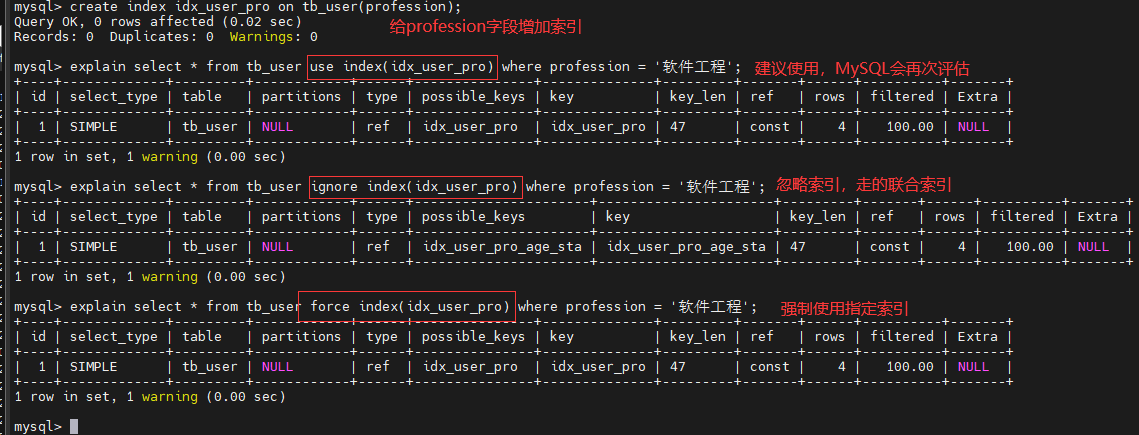 mysql> create index idx_user_pro on tb_user(profession);
Query OK, 0 rows affected (0.02 sec)
给profession字段增加索引
Records: 0  Duplicates: 0  Warnings: 0
mysql> explain select * from tb_user use index(idx_user_pro) where profession = '软件工程'; 建议使用，MySQL会再次评估
+----+-------------+---------+------------+------+---------------+--------------+---------+-------+------+----------+-------+
| id | select_type | table   | partitions | type | possible_keys | key          | key_len | ref   | rows | filtered | Extra |
+----+-------------+---------+------------+------+---------------+--------------+---------+-------+------+----------+-------+
|  1 | SIMPLE      | tb_user | NULL       | ref  | idx_user_pro  | idx_user_pro | 47      | const |    4 |   100.00 | NULL  |
+----+-------------+---------+------------+------+---------------+--------------+---------+-------+------+----------+-------+
1 row in set, 1 warning (0.00 sec)
mysql> explain select * from tb_user ignore index(idx_user_pro) where profession = '软件工程'; 忽略索引，走的联合索引
+----+-------------+---------+------------+------+----------------------+----------------------+---------+-------+------+----------+-------+
| id | select_type | table   | partitions | type | possible_keys        | key                  | key_len | ref   | rows | filtered | Extra |
+----+-------------+---------+------------+------+----------------------+----------------------+---------+-------+------+----------+-------+
|  1 | SIMPLE      | tb_user | NULL       | ref  | idx_user_pro_age_sta | idx_user_pro_age_sta | 47      | const |    4 |   100.00 | NULL  |
+----+-------------+---------+------------+------+----------------------+----------------------+---------+-------+------+----------+-------+
1 row in set, 1 warning (0.00 sec)
mysql> explain select * from tb_user force index(idx_user_pro) where profession = '软件工程'; 强制使用指定索引
+----+-------------+---------+------------+------+---------------+--------------+---------+-------+------+----------+-------+
| id | select_type | table   | partitions | type | possible_keys | key          | key_len | ref   | rows | filtered | Extra |
+----+-------------+---------+------------+------+---------------+--------------+---------+-------+------+----------+-------+
|  1 | SIMPLE      | tb_user | NULL       | ref  | idx_user_pro  | idx_user_pro | 47      | const |    4 |   100.00 | NULL  |
+----+-------------+---------+------------+------+---------------+--------------+---------+-------+------+----------+-------+
1 row in set, 1 warning (0.00 sec)
mysql>